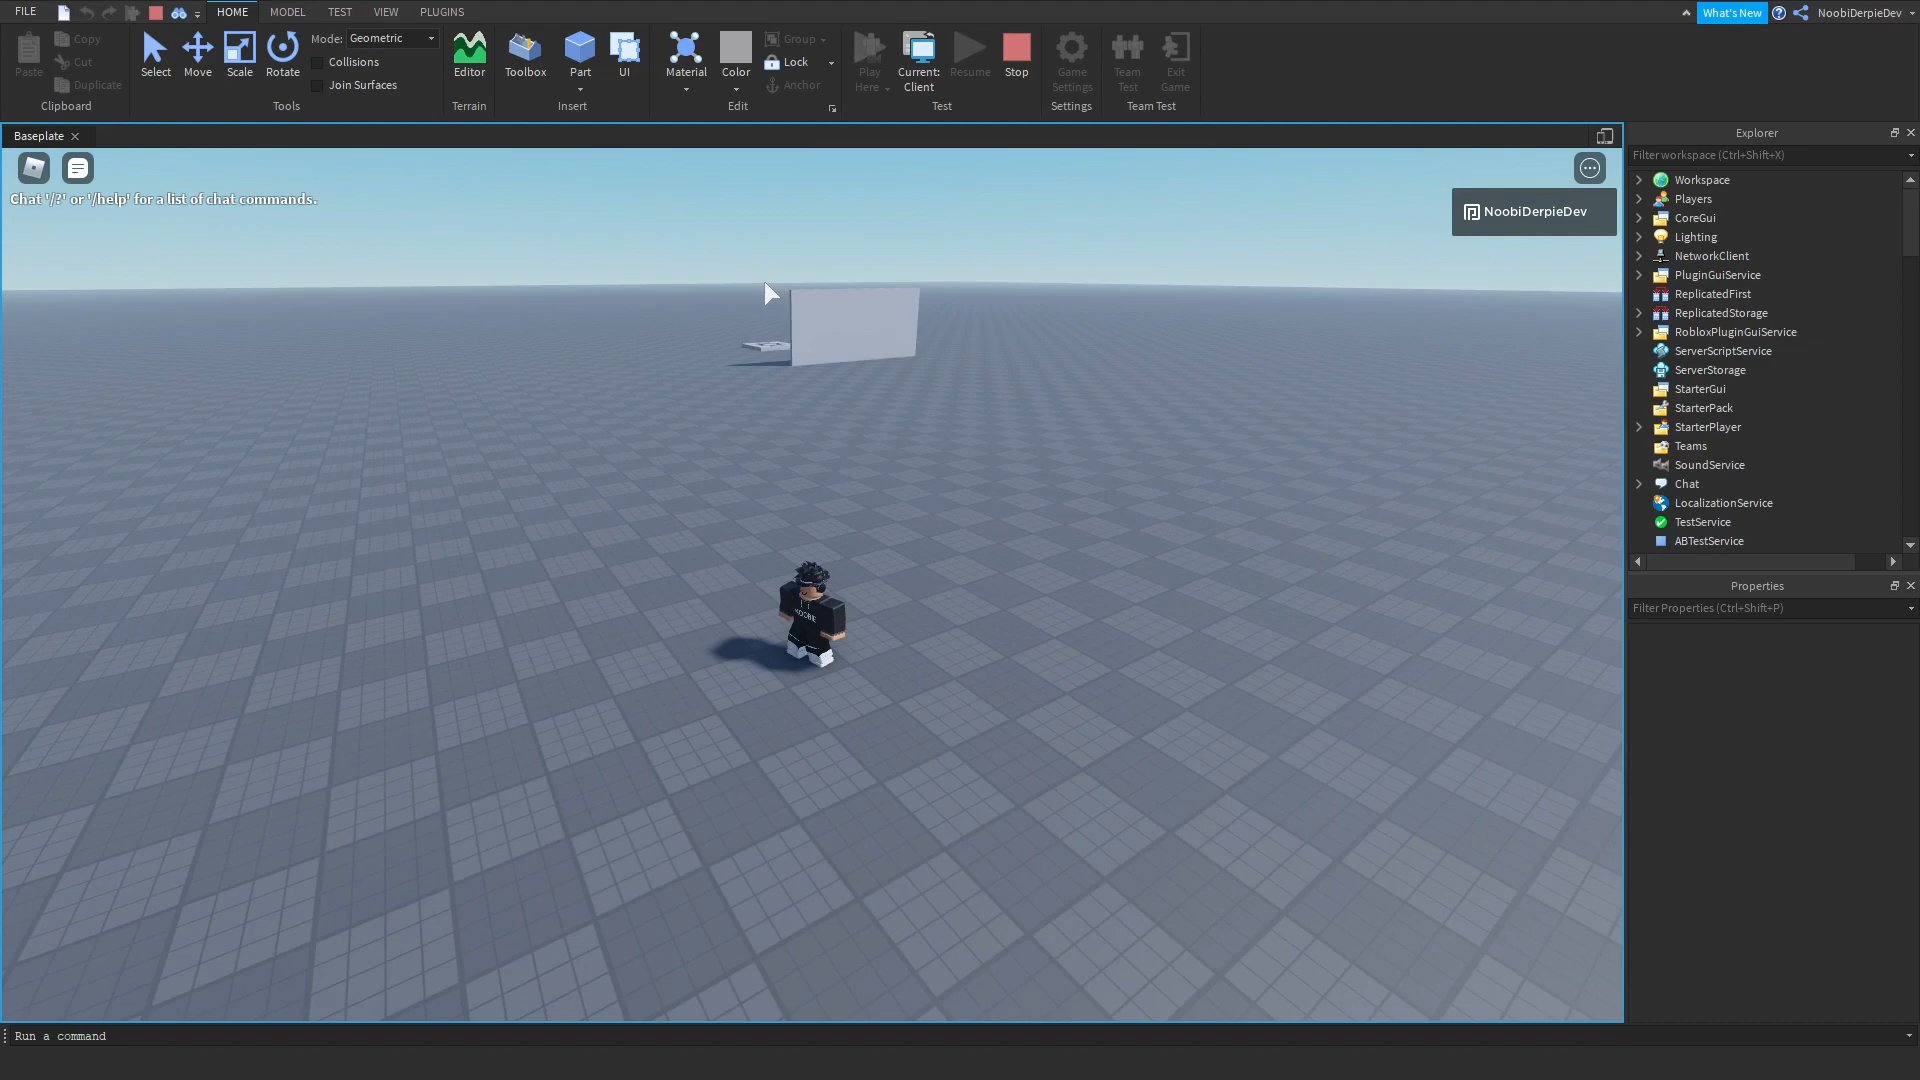 FILE
HOME
MODEL
TEST
VIEW
PLUGINS
What's New
NoobiDerpieDev
Paste
Copy
Cut
Duplicate
Clipboard
Select
Move
Scale
Rotate
Mode: Geometric
Collisions
Join Surfaces
Tools
Editor
Terrain
Toolbox
Part
UI
Insert
Material
Color
Group
Lock
Anchor
Edit
Play
Here
Current:
Client
Resume
Stop
Test
Game
Settings
Settings
Team
Test
Exit
Game
Team Test
Baseplate
Chat '/?' or '/help' for a list of chat commands.
NoobiDerpieDev
Explorer
Filter workspace (Ctrl+Shift+X)
Workspace
Players
CoreGui
Lighting
NetworkClient
PluginGuiService
ReplicatedFirst
ReplicatedStorage
RobloxPluginGuiService
ServerScriptService
ServerStorage
StarterGui
StarterPack
StarterPlayer
Teams
SoundService
Chat
LocalizationService
TestService
ABTestService
Properties
Filter Properties (Ctrl+Shift+P)
Run a command